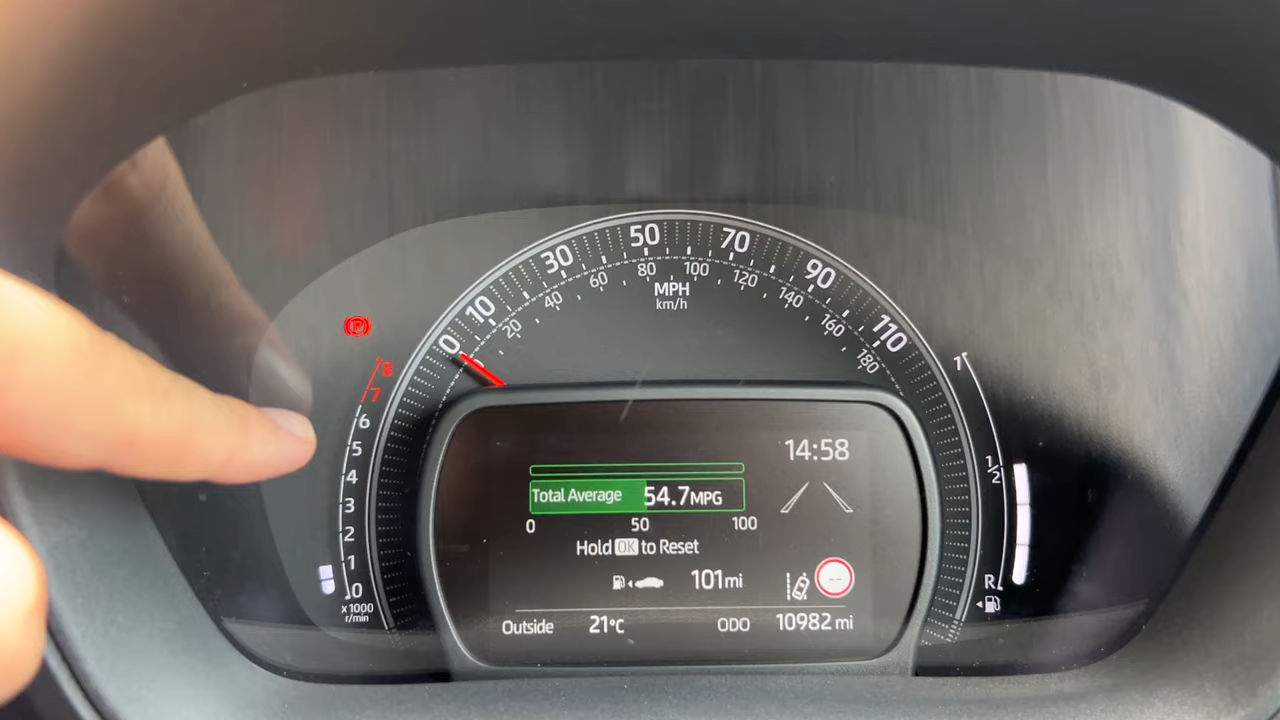 0 10 30 50 70 90 110
20 40 60 80 100 120 140 160 180
MPH
km/h
P
8
7
6
5
4
3
2
1
0
x1000
r/min
14:58
Total Average 54.7MPG
0 50 100
Hold OK to Reset
101mi
--
Outside 21°C ODO 10982 mi
1
1/2
R